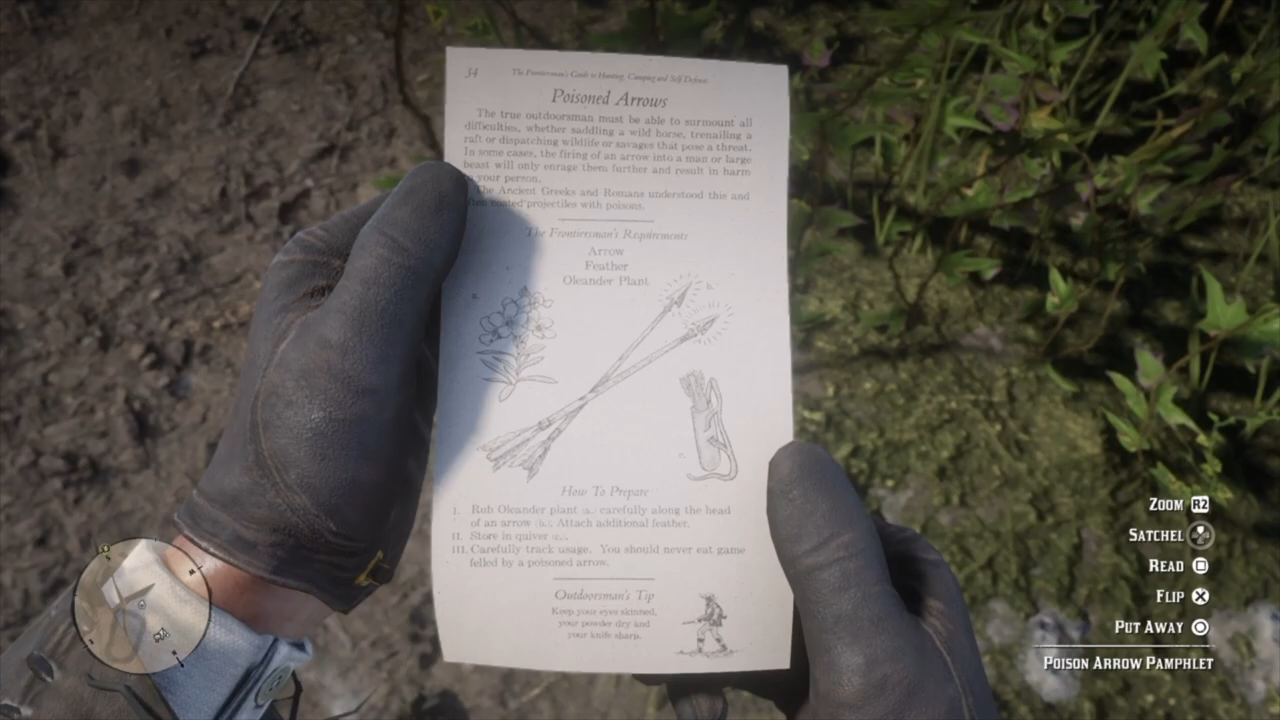 34 The Frontiersman's Guide to Hunting, Camping and Self Defense
Poisoned Arrows
The true outdoorsman must be able to surmount all
difficulties, whether saddling a wild horse, trenailing a
raft or dispatching wildlife or savages that pose a threat.
In some cases, the firing of an arrow into a man or large
beast will only enrage them further and result in harm
your person.
The Ancient Greeks and Romans understood this and
often coated projectiles with poisons.
The Frontiersman's Requirements
Arrow
Feather
Oleander Plant
a.
b.
c.
How To Prepare
I. Rub Oleander plant (a.) carefully along the head
of an arrow (b.). Attach additional feather.
II. Store in quiver (c.).
III. Carefully track usage. You should never eat game
felled by a poisoned arrow.
Outdoorsman's Tip
Keep your eyes skinned,
your powder dry and
your knife sharp.
ZOOM R2
SATCHEL
READ
FLIP
PUT AWAY
POISON ARROW PAMPHLET